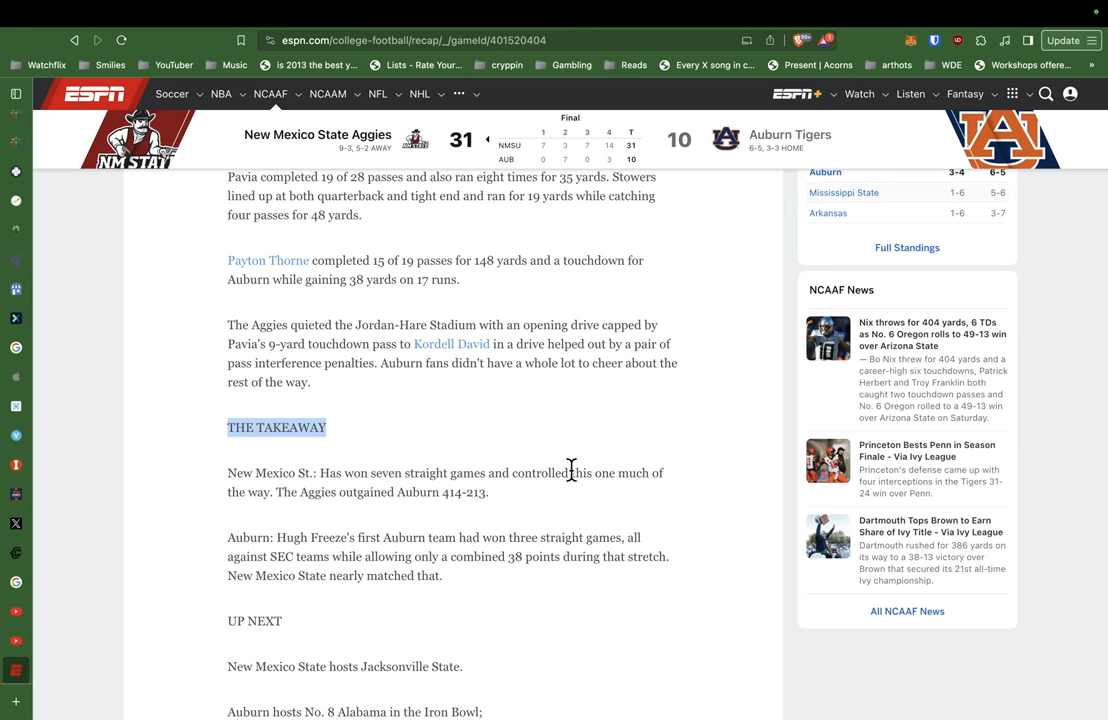 espn.com/college-football/recap/_/gameId/401520404
99+
1
UD
Update
Watchflix
Smilies
YouTuber
Music
is 2013 the best y...
Lists - Rate Your...
cryppin
Gambling
Reads
Every X song in c...
Present | Acorns
arthots
WDE
Workshops offere...
»
ESPN
Soccer
NBA
NCAAF
NCAAM
NFL
NHL
ESPN+
Watch
Listen
Fantasy
NM STATE
New Mexico State Aggies
9-3, 5-2 AWAY
31
Final
1 2 3 4 T
NMSU 7 3 7 14 31
AUB 0 7 0 3 10
10
Auburn Tigers
6-5, 3-3 HOME
Pavia completed 19 of 28 passes and also ran eight times for 35 yards. Stowers
lined up at both quarterback and tight end and ran for 19 yards while catching
four passes for 48 yards.
Payton Thorne completed 15 of 19 passes for 148 yards and a touchdown for
Auburn while gaining 38 yards on 17 runs.
The Aggies quieted the Jordan-Hare Stadium with an opening drive capped by
Pavia's 9-yard touchdown pass to Kordell David in a drive helped out by a pair of
pass interference penalties. Auburn fans didn't have a whole lot to cheer about the
rest of the way.
THE TAKEAWAY
New Mexico St.: Has won seven straight games and controlled this one much of
the way. The Aggies outgained Auburn 414-213.
Auburn: Hugh Freeze's first Auburn team had won three straight games, all
against SEC teams while allowing only a combined 38 points during that stretch.
New Mexico State nearly matched that.
UP NEXT
New Mexico State hosts Jacksonville State.
Auburn hosts No. 8 Alabama in the Iron Bowl;
Auburn 3-4 6-5
Mississippi State 1-6 5-6
Arkansas 1-6 3-7
Full Standings
NCAAF News
Nix throws for 404 yards, 6 TDs
as No. 6 Oregon rolls to 49-13 win
over Arizona State
— Bo Nix threw for 404 yards and a
career-high six touchdowns, Patrick
Herbert and Troy Franklin both
caught two touchdown passes and
No. 6 Oregon rolled to a 49-13 win
over Arizona State on Saturday.
Princeton Bests Penn in Season
Finale - Via Ivy League
Princeton's defense came up with
four interceptions in the Tigers 31-
24 win over Penn.
Dartmouth Tops Brown to Earn
Share of Ivy Title - Via Ivy League
Dartmouth rushed for 386 yards on
its way to a 38-13 victory over
Brown that secured its 21st all-time
Ivy championship.
All NCAAF News